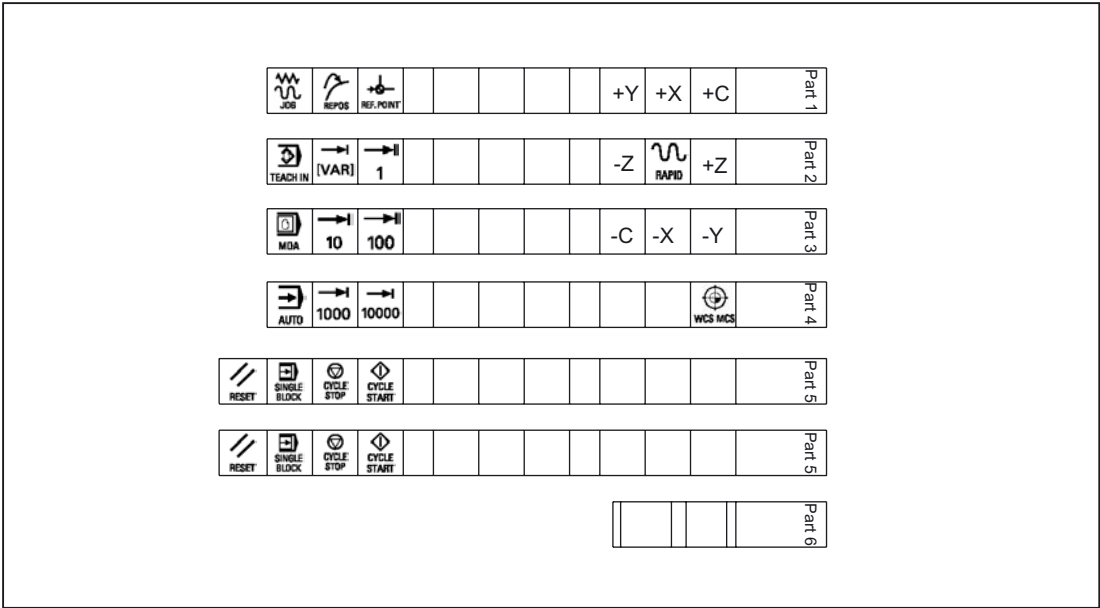 JOG REPOS REF.POINT +Y +X +C Part 1
TEACH IN [VAR] 1 -Z RAPID +Z Part 2
MDA 10 100 -C -X -Y Part 3
AUTO 1000 10000 WCS MCS Part 4
RESET SINGLE BLOCK CYCLE STOP CYCLE START Part 5
RESET SINGLE BLOCK CYCLE STOP CYCLE START Part 5
Part 6